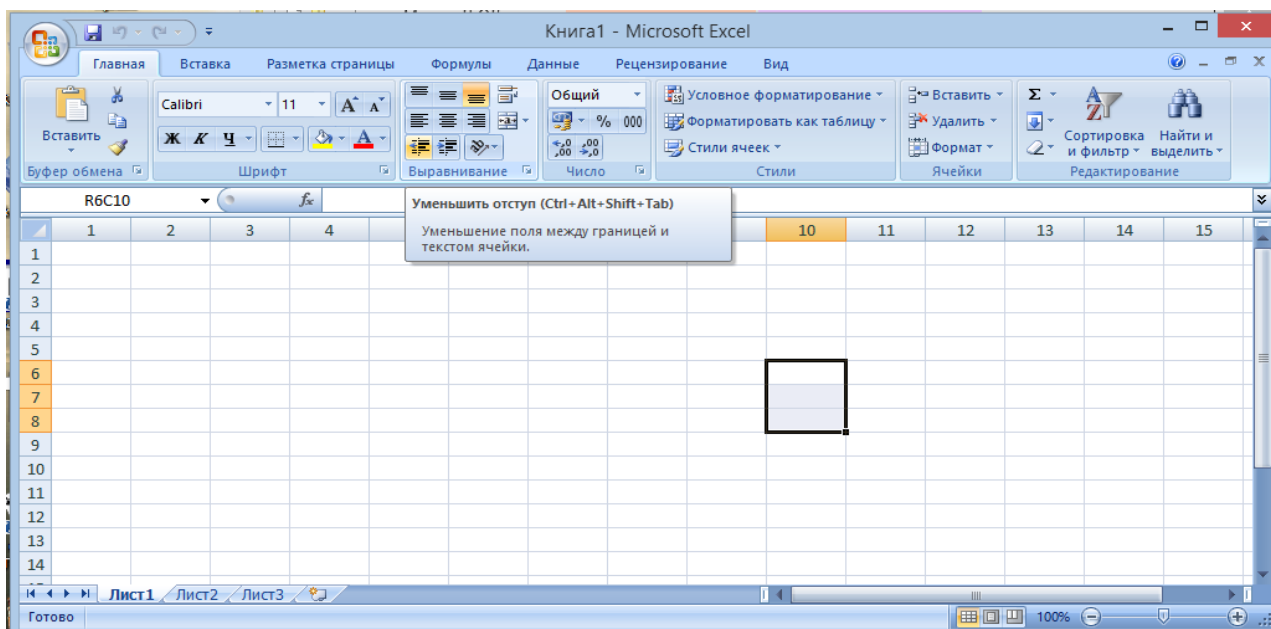 Книга1 - Microsoft Excel
Главная Вставка Разметка страницы Формулы Данные Рецензирование Вид
Вставить
Буфер обмена
Calibri 11
Ж К Ч
Шрифт
Выравнивание
Общий
% 000
,00 ,0
Число
Условное форматирование
Форматировать как таблицу
Стили ячеек
Стили
Вставить
Удалить
Формат
Ячейки
Σ
Сортировка и фильтр
Найти и выделить
Редактирование
R6C10 fx
Уменьшить отступ (Ctrl+Alt+Shift+Tab)
Уменьшение поля между границей и
текстом ячейки.
1 2 3 4 10 11 12 13 14 15
1
2
3
4
5
6
7
8
9
10
11
12
13
14
Лист1 Лист2 Лист3
Готово 100%